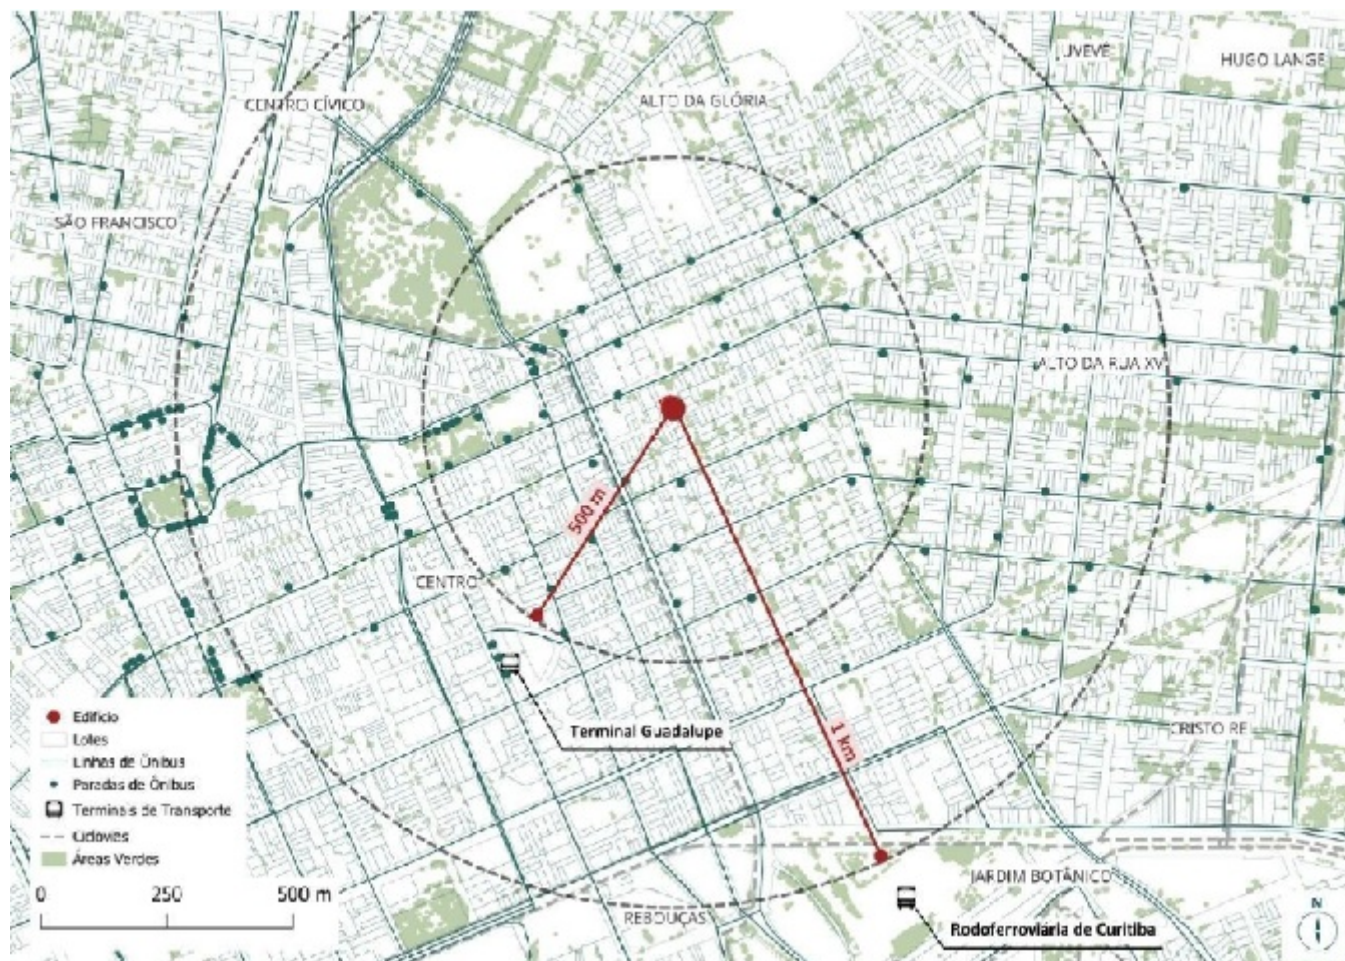 JUVEVÊ
HUGO LANGE
CENTRO CÍVICO
ALTO DA GLÓRIA
SÃO FRANCISCO
ALTO DA RUA XV
500 m
CENTRO
1 km
Terminal Guadalupe
CRISTO RE
Edifício
Lotes
Linhas de Ônibus
Paradas de Ônibus
Terminais de Transporte
Ciclovias
Áreas Verdes
0 250 500 m
JARDIM BOTÂNICO
REBOUÇAS
Rodoferroviária de Curitiba
N